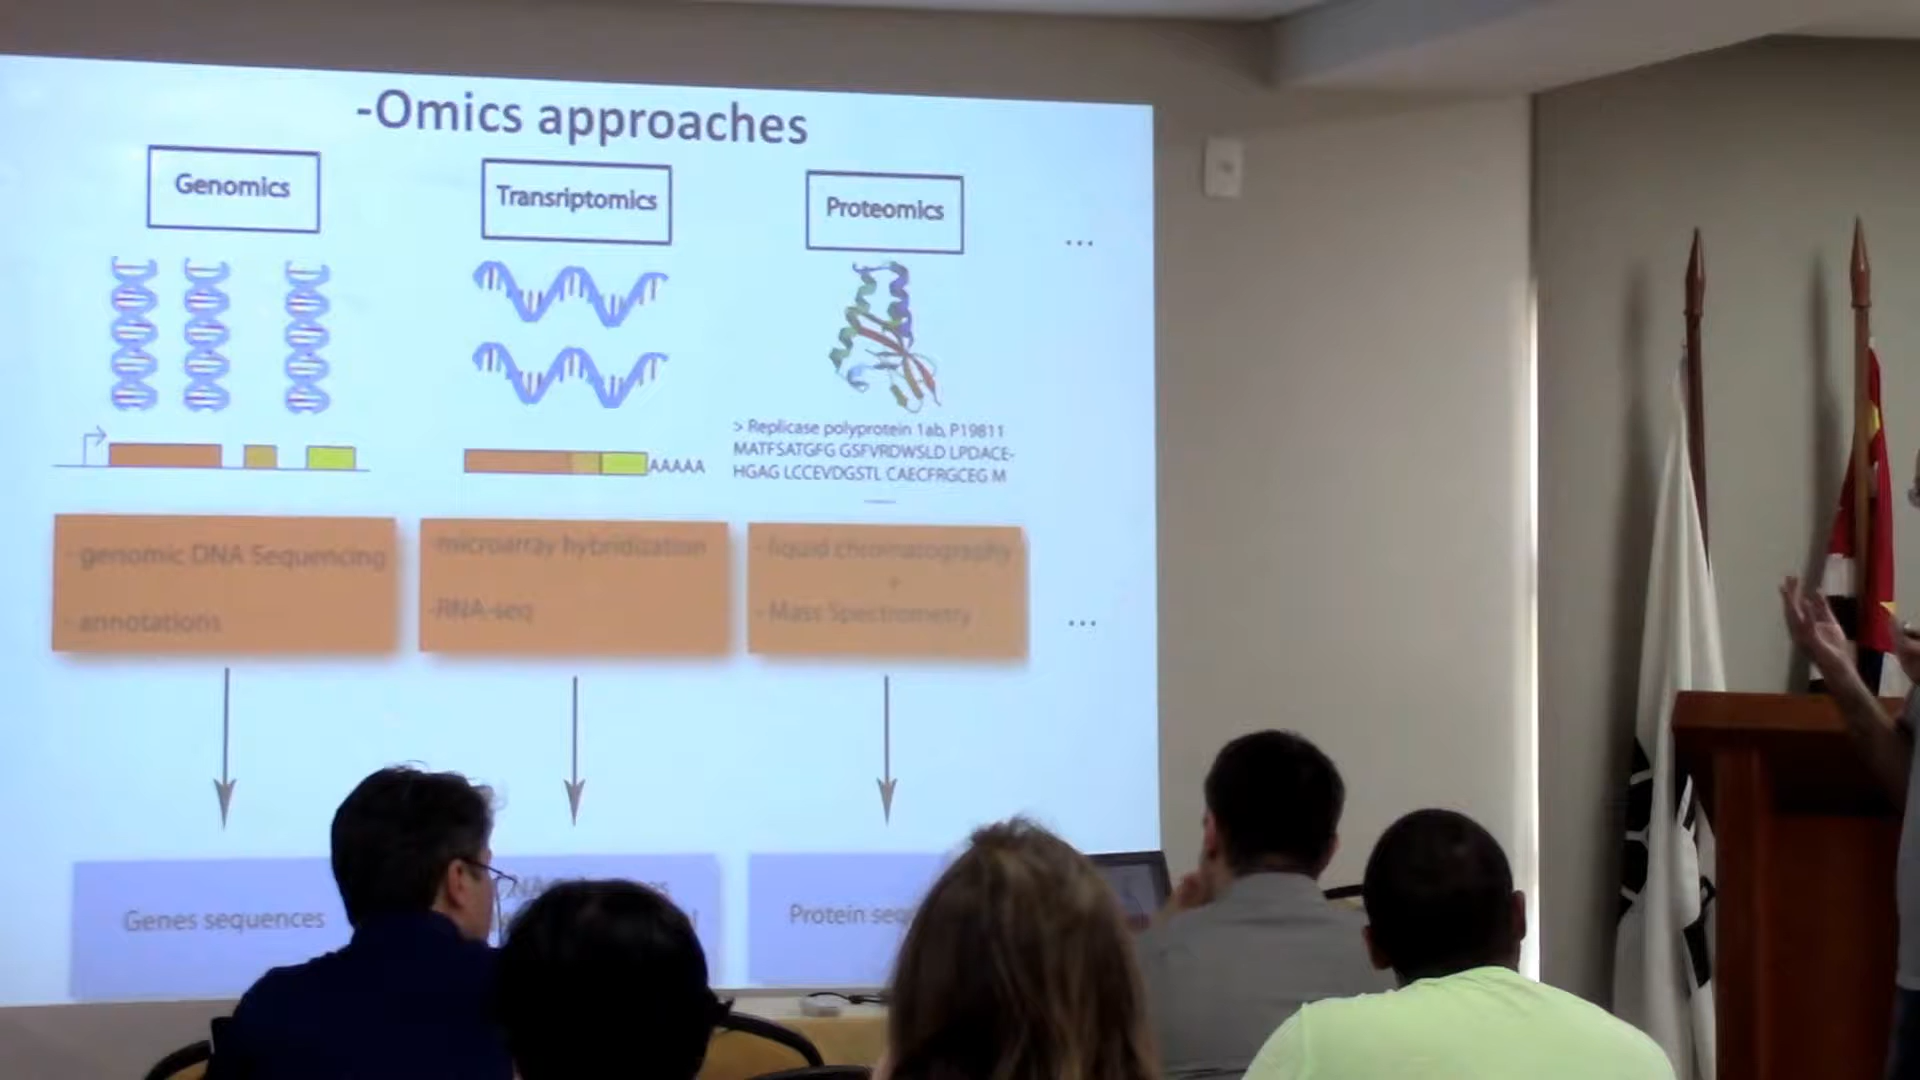 -Omics approaches
Genomics
Transriptomics
Proteomics
...
> Replicase polyprotein 1ab, P19811
MATFSATGFG GSFVRDWSLD LPDACE-
HGAG LCCEVDGSTL CAECFRGCEG M
AAAAA
- genomic DNA Sequencing
- annotations
-microarray hybridization
-RNA-seq
- liquid chromatography
+
- Mass Spectrometry
...
Genes sequences
Protein